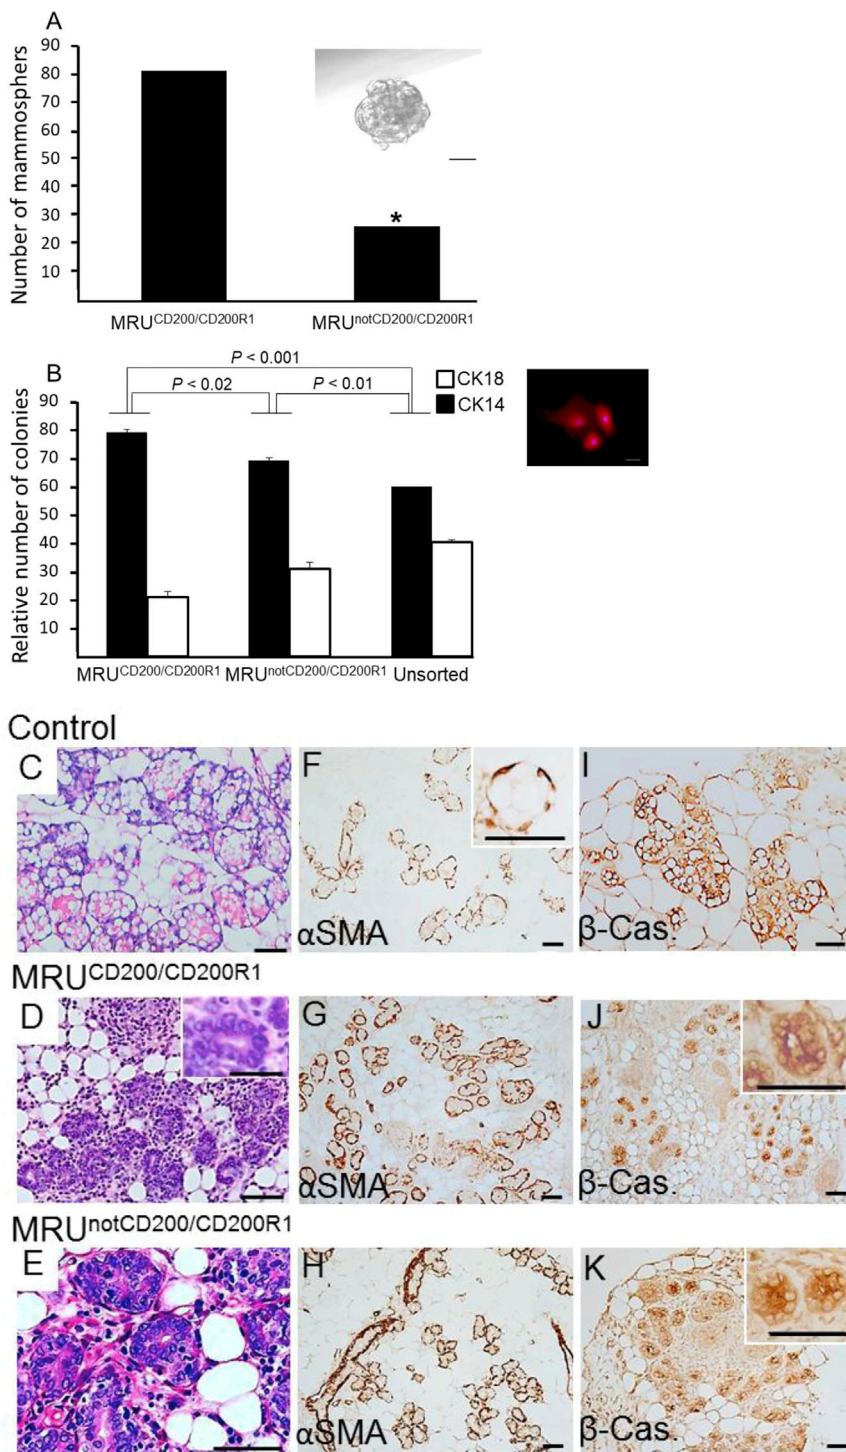 A
Number of mammosphers
90
80
70
60
50
40
30
20
10
*
MRUCD200/CD200R1
MRUnotCD200/CD200R1
B
P < 0.001
P < 0.02
P < 0.01
CK18
CK14
Relative number of colonies
90
80
70
60
50
40
30
20
10
MRUCD200/CD200R1
MRUnotCD200/CD200R1
Unsorted
Control
C
F
αSMA
I
β-Cas.
MRUCD200/CD200R1
D
G
αSMA
J
β-Cas.
MRUnotCD200/CD200R1
E
H
αSMA
K
β-Cas.